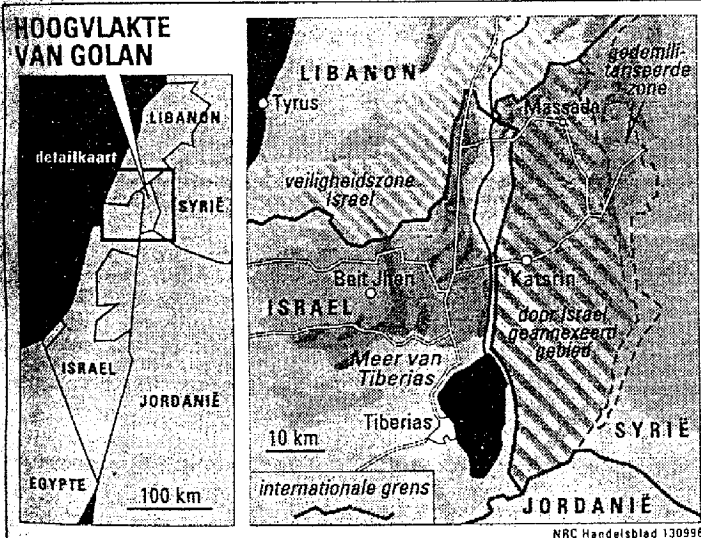 HOOGVLAKTE
VAN GOLAN
LIBANON
detailkaart
SYRIË
ISRAEL
JORDANIË
EGYPTE
100 km
LIBANON
Tyrus
gedemili-
tariseerde
zone
Massada
veiligheidszone
Israel
Beit Jhen
Katsrin
ISRAEL
door Israel
geannexeerd
gebied
Meer van
Tiberias
Tiberias
10 km
SYRIË
internationale grens
JORDANIË
NRC Handelsblad 130996